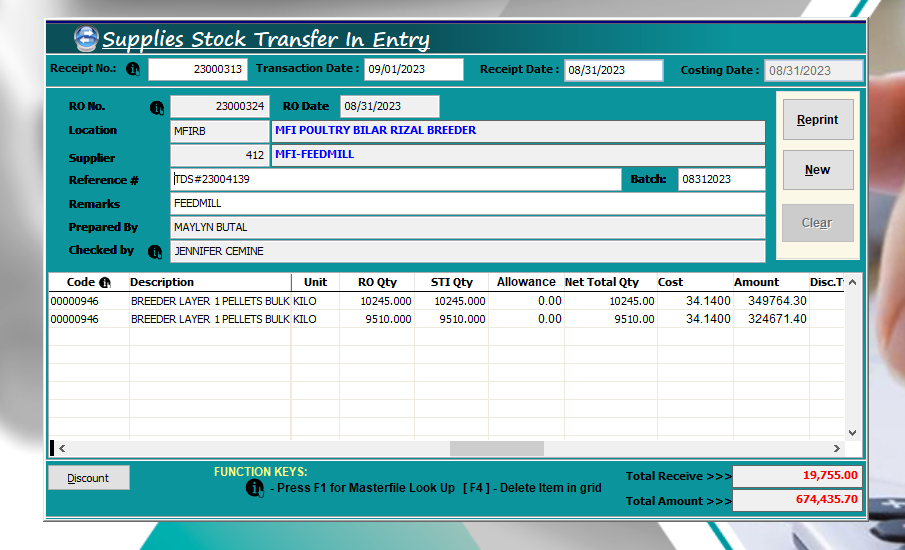 Supplies Stock Transfer In Entry
Receipt No.: 23000313 Transaction Date : 09/01/2023 Receipt Date : 08/31/2023 Costing Date : 08/31/2023
RO No. 23000324 RO Date 08/31/2023
Location MFIRB MFI POULTRY BILAR RIZAL BREEDER
Supplier 412 MFI-FEEDMILL
Reference # TDS#23004139 Batch: 08312023
Remarks FEEDMILL
Prepared By MAYLYN BUTAL
Checked by JENNIFER CEMINE
Reprint
New
Clear
Code Description Unit RO Qty STI Qty Allowance Net Total Qty Cost Amount Disc.T
00000946 BREEDER LAYER 1 PELLETS BULK KILO 10245.000 10245.000 0.00 10245.00 34.1400 349764.30
00000946 BREEDER LAYER 1 PELLETS BULK KILO 9510.000 9510.000 0.00 9510.00 34.1400 324671.40
Discount
FUNCTION KEYS:
- Press F1 for Masterfile Look Up [ F4 ] - Delete Item in grid
Total Receive >>> 19,755.00
Total Amount >>> 674,435.70